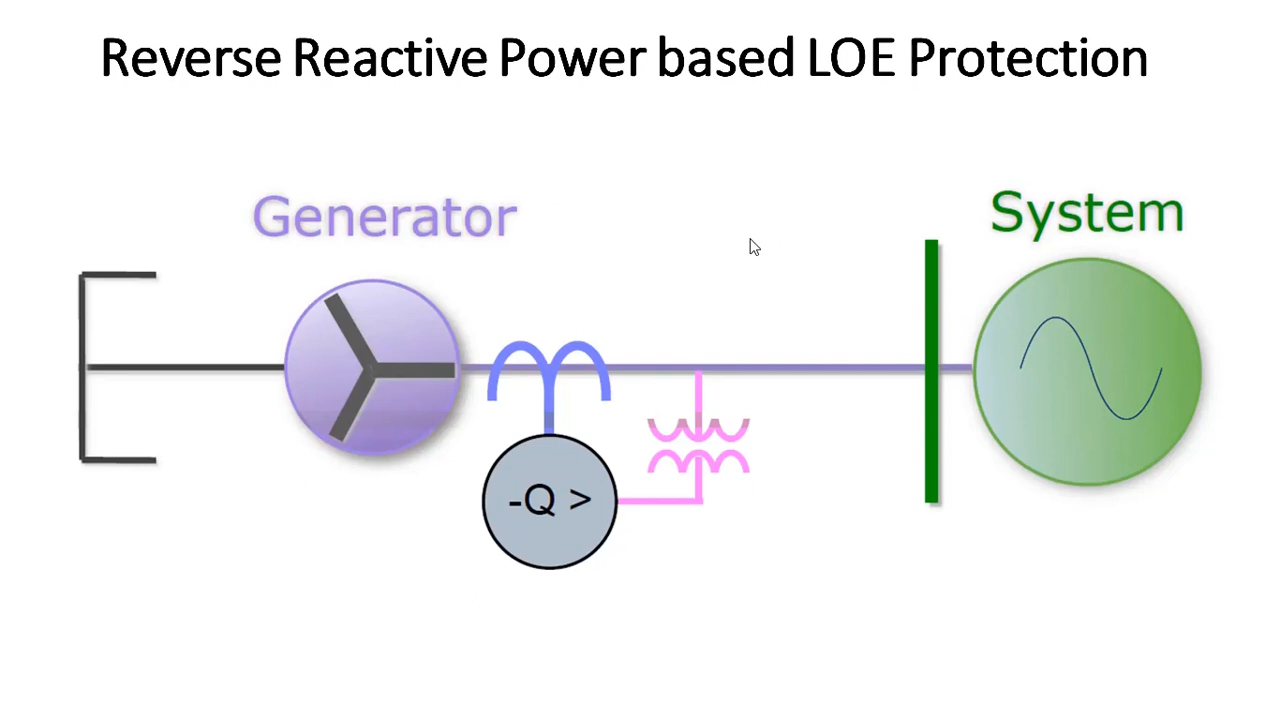 Reverse Reactive Power based LOE Protection
Generator
System
-Q >